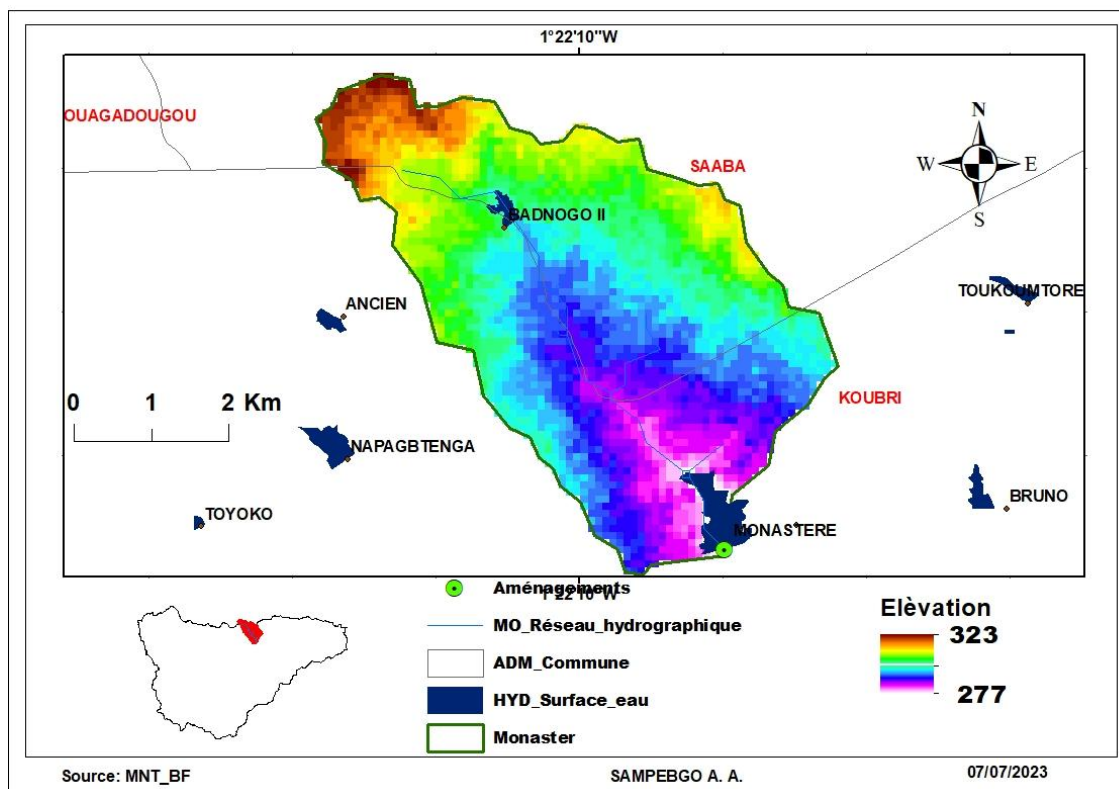 1°22'10"W
OUAGADOUGOU
SAABA
N
W E
S
BADNOGO II
TOUKOUMTORE
ANCIEN
KOUBRI
0 1 2 Km
NAPAGBTENGA
BRUNO
TOYOKO
MONASTERE
1°22'10"W
Aménagements
MO_Réseau_hydrographique
ADM_Commune
HYD_Surface_eau
Monaster
Elèvation
323
277
Source: MNT_BF
SAMPEBGO A. A.
07/07/2023